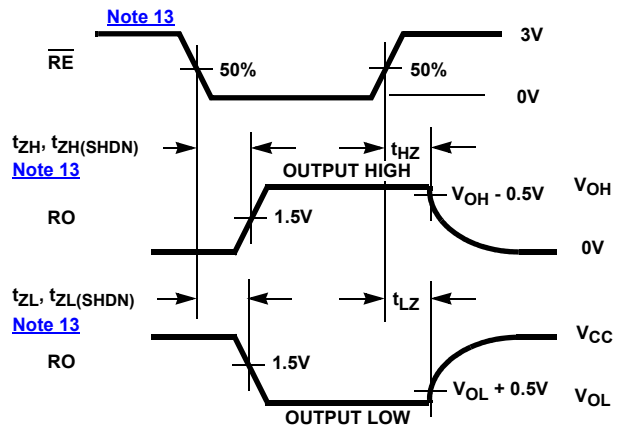 Note 13
RE
50%
50%
3V
0V
tZH, tZH(SHDN)
Note 13
tHZ
OUTPUT HIGH
RO
1.5V
VOH - 0.5V
VOH
0V
tZL, tZL(SHDN)
Note 13
tLZ
RO
1.5V
VCC
VOL + 0.5V
VOL
OUTPUT LOW